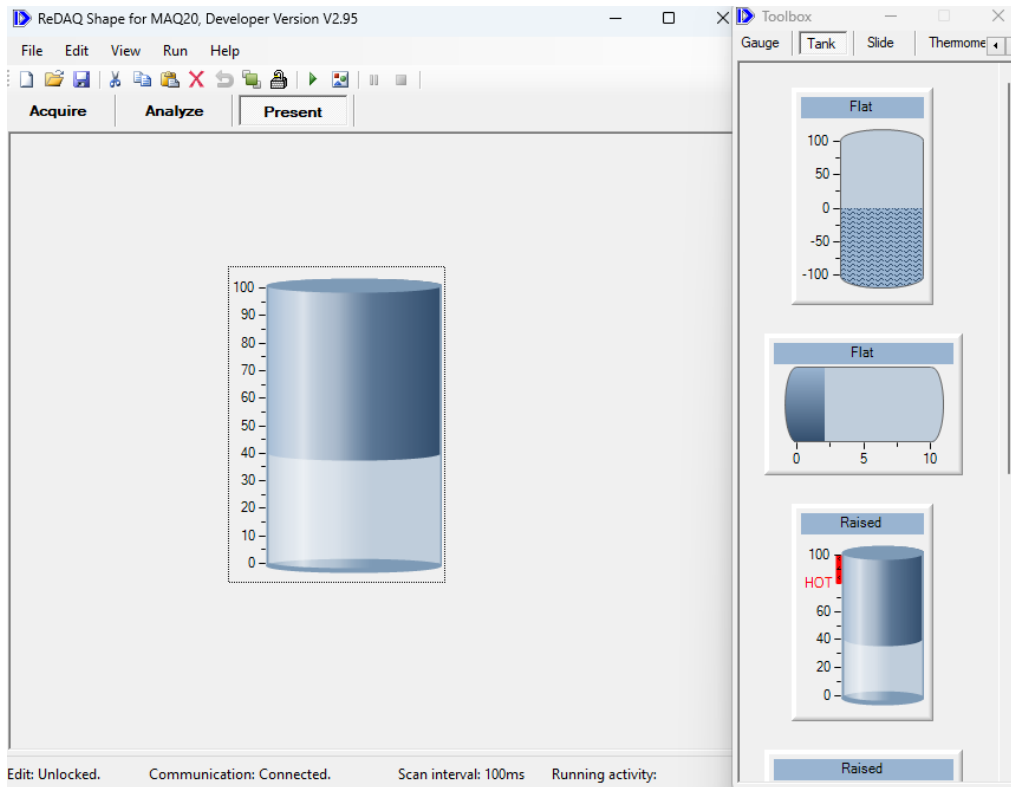 ReDAQ Shape for MAQ20, Developer Version V2.95
File Edit View Run Help
Acquire Analyze Present
100
90
80
70
60
50
40
30
20
10
0
Edit: Unlocked. Communication: Connected. Scan interval: 100ms Running activity:
Toolbox
Gauge Tank Slide Thermome
Flat
100
50
0
-50
-100
Flat
0 5 10
Raised
100
HOT
60
40
20
0
Raised